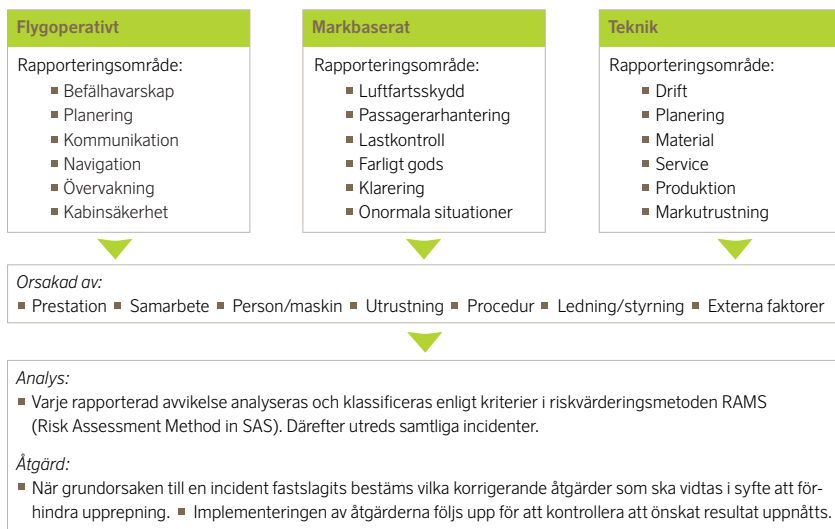 Flygoperativt
Rapporteringsområde:
■ Befälhavarskap
■ Planering
■ Kommunikation
■ Navigation
■ Övervakning
■ Kabinsäkerhet
Markbaserat
Rapporteringsområde:
■ Luftfartsskydd
■ Passagerarhantering
■ Lastkontroll
■ Farligt gods
■ Klarering
■ Onormala situationer
Teknik
Rapporteringsområde:
■ Drift
■ Planering
■ Material
■ Service
■ Produktion
■ Markutrustning
Orsakad av:
■ Prestation ■ Samarbete ■ Person/maskin ■ Utrustning ■ Procedur ■ Ledning/styrning ■ Externa faktorer
Analys:
■ Varje rapporterad avvikelse analyseras och klassificeras enligt kriterier i riskvärderingsmetoden RAMS
(Risk Assessment Method in SAS). Därefter utreds samtliga incidenter.
Åtgärd:
■ När grundorsaken till en incident fastslagits bestäms vilka korrigerande åtgärder som ska vidtas i syfte att för-
hindra upprepning. ■ Implementeringen av åtgärderna följs upp för att kontrollera att önskat resultat uppnåtts.